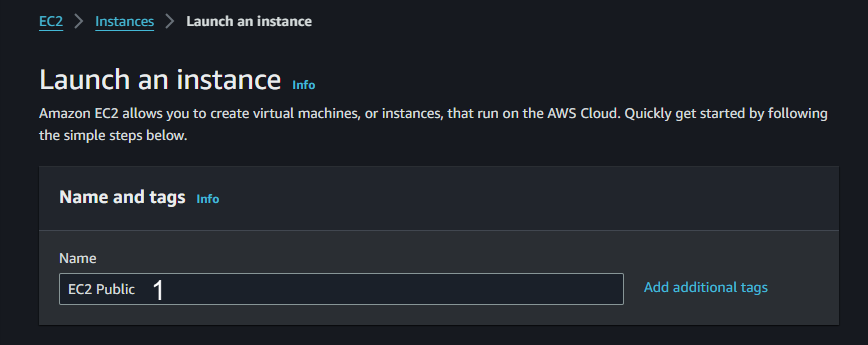 EC2 > Instances > Launch an instance
Launch an instance Info
Amazon EC2 allows you to create virtual machines, or instances, that run on the AWS Cloud. Quickly get started by following
the simple steps below.
Name and tags Info
Name
EC2 Public 1
Add additional tags